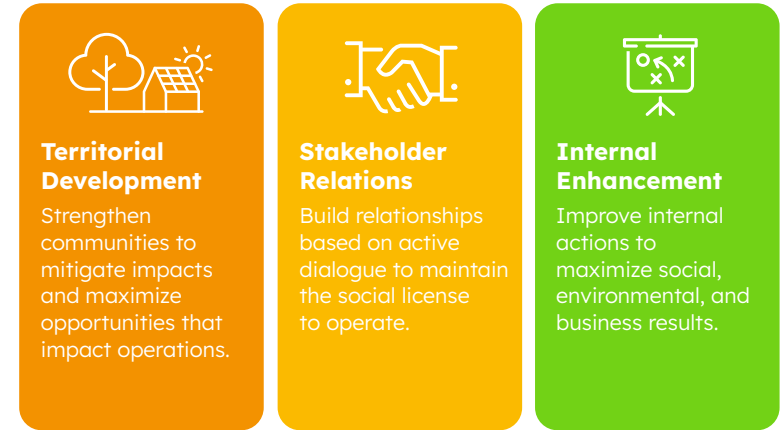 Territorial
Development
Strengthen
communities to
mitigate impacts
and maximize
opportunities that
impact operations.
Stakeholder
Relations
Build relationships
based on active
dialogue to maintain
the social license
to operate.
Internal
Enhancement
Improve internal
actions to
maximize social,
environmental, and
business results.